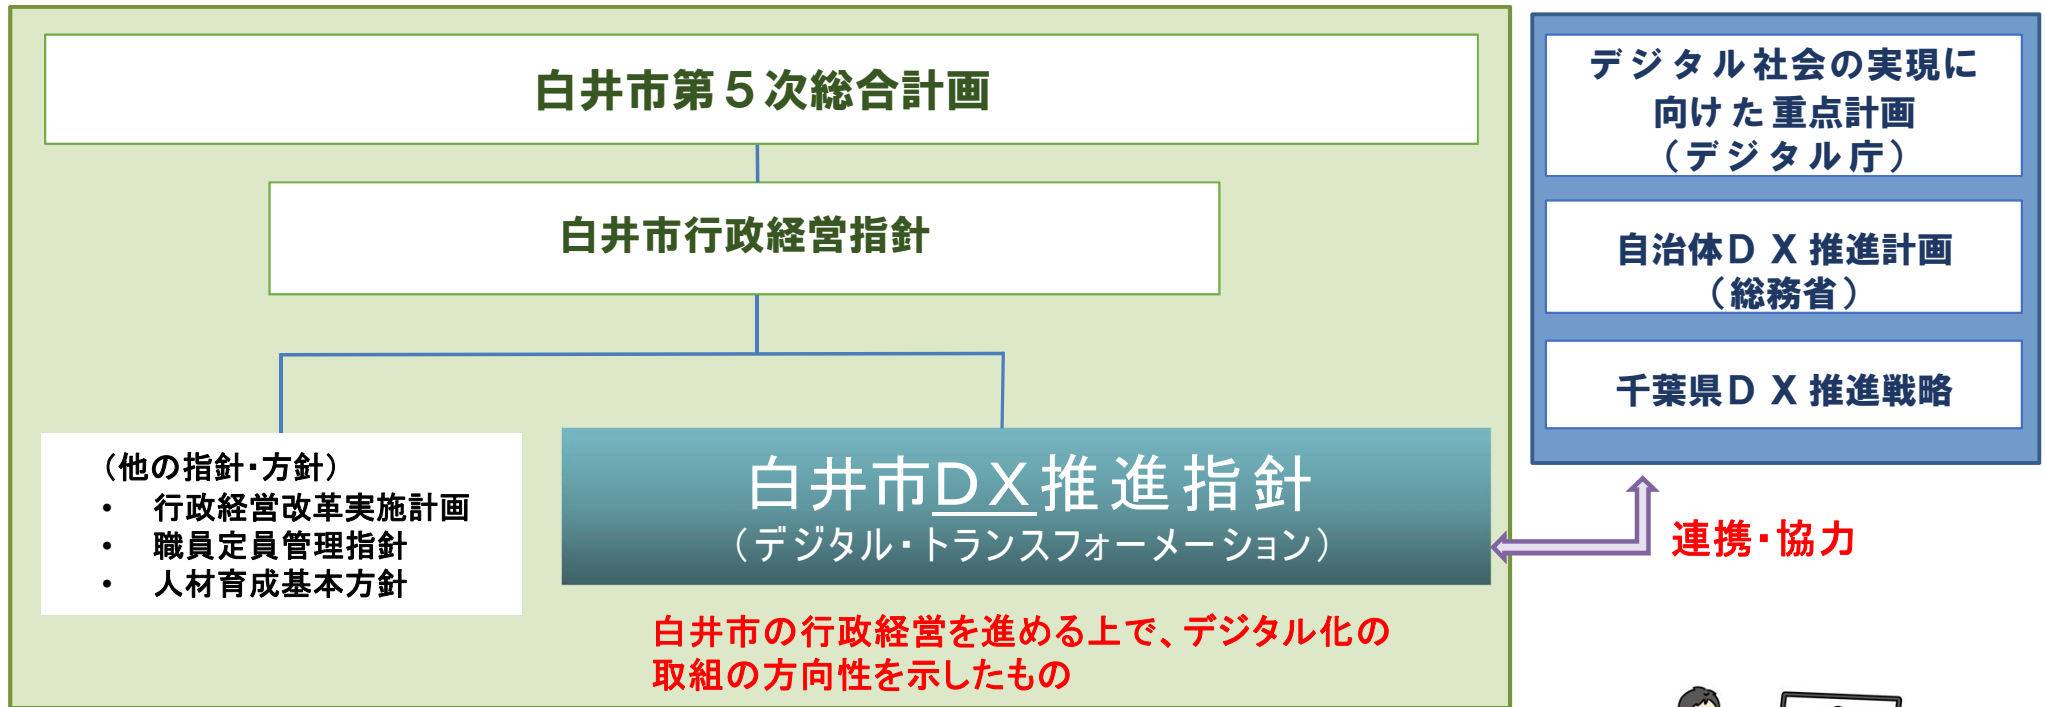 白井市第５次総合計画
白井市行政経営指針
（他の指針・方針）
・ 行政経営改革実施計画
・ 職員定員管理指針
・ 人材育成基本方針
白井市ＤＸ推進指針
（デジタル・トランスフォーメーション）
白井市の行政経営を進める上で、デジタル化の
取組の方向性を示したもの
デジタル社会の実現に
向けた重点計画
（デジタル庁）
自治体ＤＸ推進計画
（総務省）
千葉県ＤＸ推進戦略
連携・協力